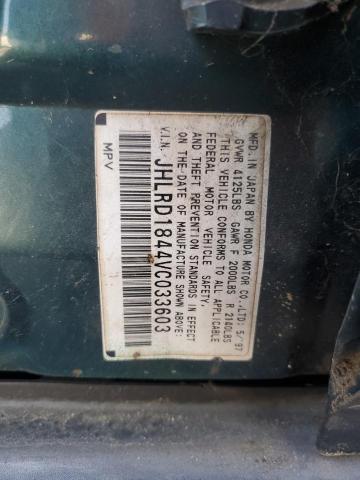 MFD. IN JAPAN BY HONDA MOTOR CO., LTD. 5/'97
GVWR 4125LBS GAWR F 2000LBS R 2140LBS
THIS VEHICLE CONFORMS TO ALL APPLICABLE
FEDERAL MOTOR VEHICLE SAFETY,
AND THEFT PREVENTION STANDARDS IN EFFECT
ON THE DATE OF MANUFACTURE SHOWN ABOVE.
V.I.N. JHLRD1844VC033603
MPV